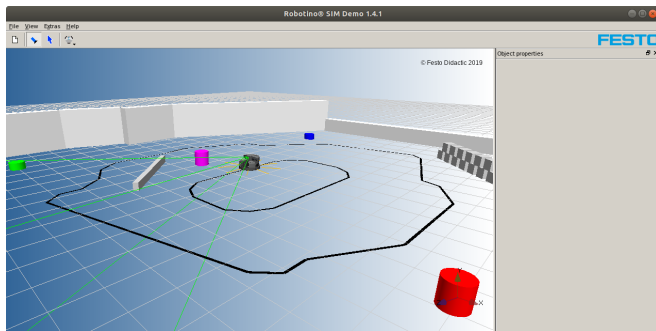 Robotino® SIM Demo 1.4.1
File View Extras Help
FESTO
Object properties
© Festo Didactic 2019
X